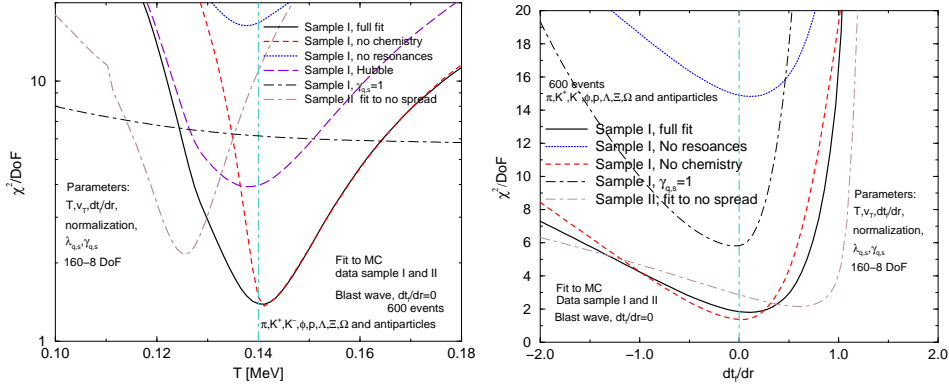 Sample I, full fit
Sample I, no chemistry
Sample I, no resonances
Sample I, Hubble
Sample I, γq,s=1
Sample II fit to no spread
10
χ²/DoF
1
Parameters:
T,vT,dtf/dr,
normalization,
λq,s,γq,s
160–8 DoF
Fit to MC
data sample I and II
Blast wave, dtf/dr=0
600 events
π,K⁺,K⁻,ϕ,p,Λ,Ξ,Ω and antiparticles
0.10 0.12 0.14 0.16 0.18
T [MeV]
20
18
16
14
12
10
8
6
4
2
0
χ²/DoF
600 events
π,K⁺,K⁻,ϕ,p,Λ,Ξ,Ω and antiparticles
Sample I, full fit
Sample I, No resoances
Sample I, No chemistry
Sample I, γq,s=1
Sample II, fit to no spread
Parameters:
T,vT,dtf/dr,
normalization,
λq,s,γq,s
160–8 DoF
Fit to MC
Data sample I and II
Blast wave, dtf/dr=0
–2.0 –1.0 0.0 1.0 2.0
dtf/dr